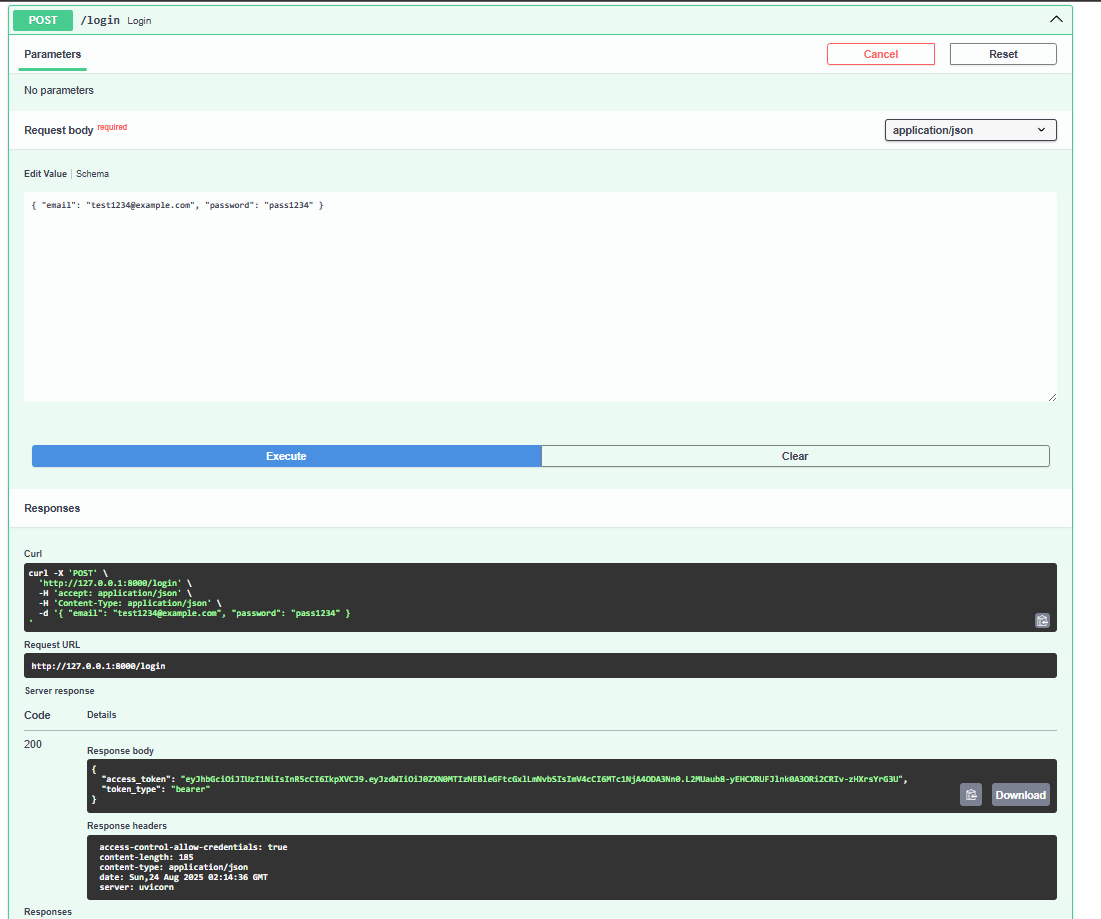 POST /login Login
Parameters
Cancel
Reset
No parameters
Request body required
application/json
Edit Value | Schema
{ "email": "test1234@example.com", "password": "pass1234" }
Execute
Clear
Responses
Curl
curl -X 'POST' \
'http://127.0.0.1:8000/login' \
-H 'accept: application/json' \
-H 'Content-Type: application/json' \
-d '{ "email": "test1234@example.com", "password": "pass1234" }
'
Request URL
http://127.0.0.1:8000/login
Server response
Code Details
200
Response body
{
"access_token": "eyJhbGciOiJIUzI1NiIsInR5cCI6IkpXVCJ9.eyJzdWIiOiJ0ZXN0MTIzNEBleGFtcGxlLmNvbSIsImV4cCI6MTc1NjA4ODA3Nn0.L2MUaub8-yEHCXRUFJlnk0A3ORi2CRIv-zHXrsYrG3U",
"token_type": "bearer"
}
Download
Response headers
access-control-allow-credentials: true
content-length: 185
content-type: application/json
date: Sun,24 Aug 2025 02:14:36 GMT
server: uvicorn
Responses